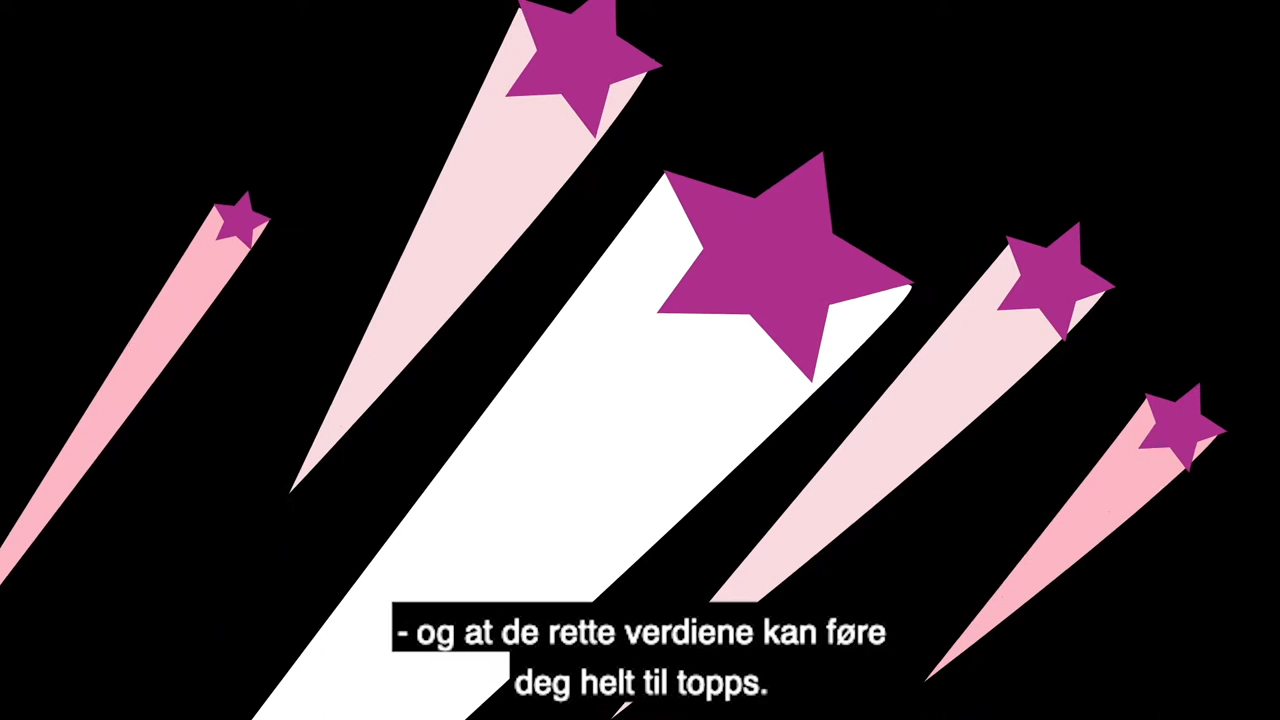 - og at de rette verdiene kan føre
deg helt til topps.